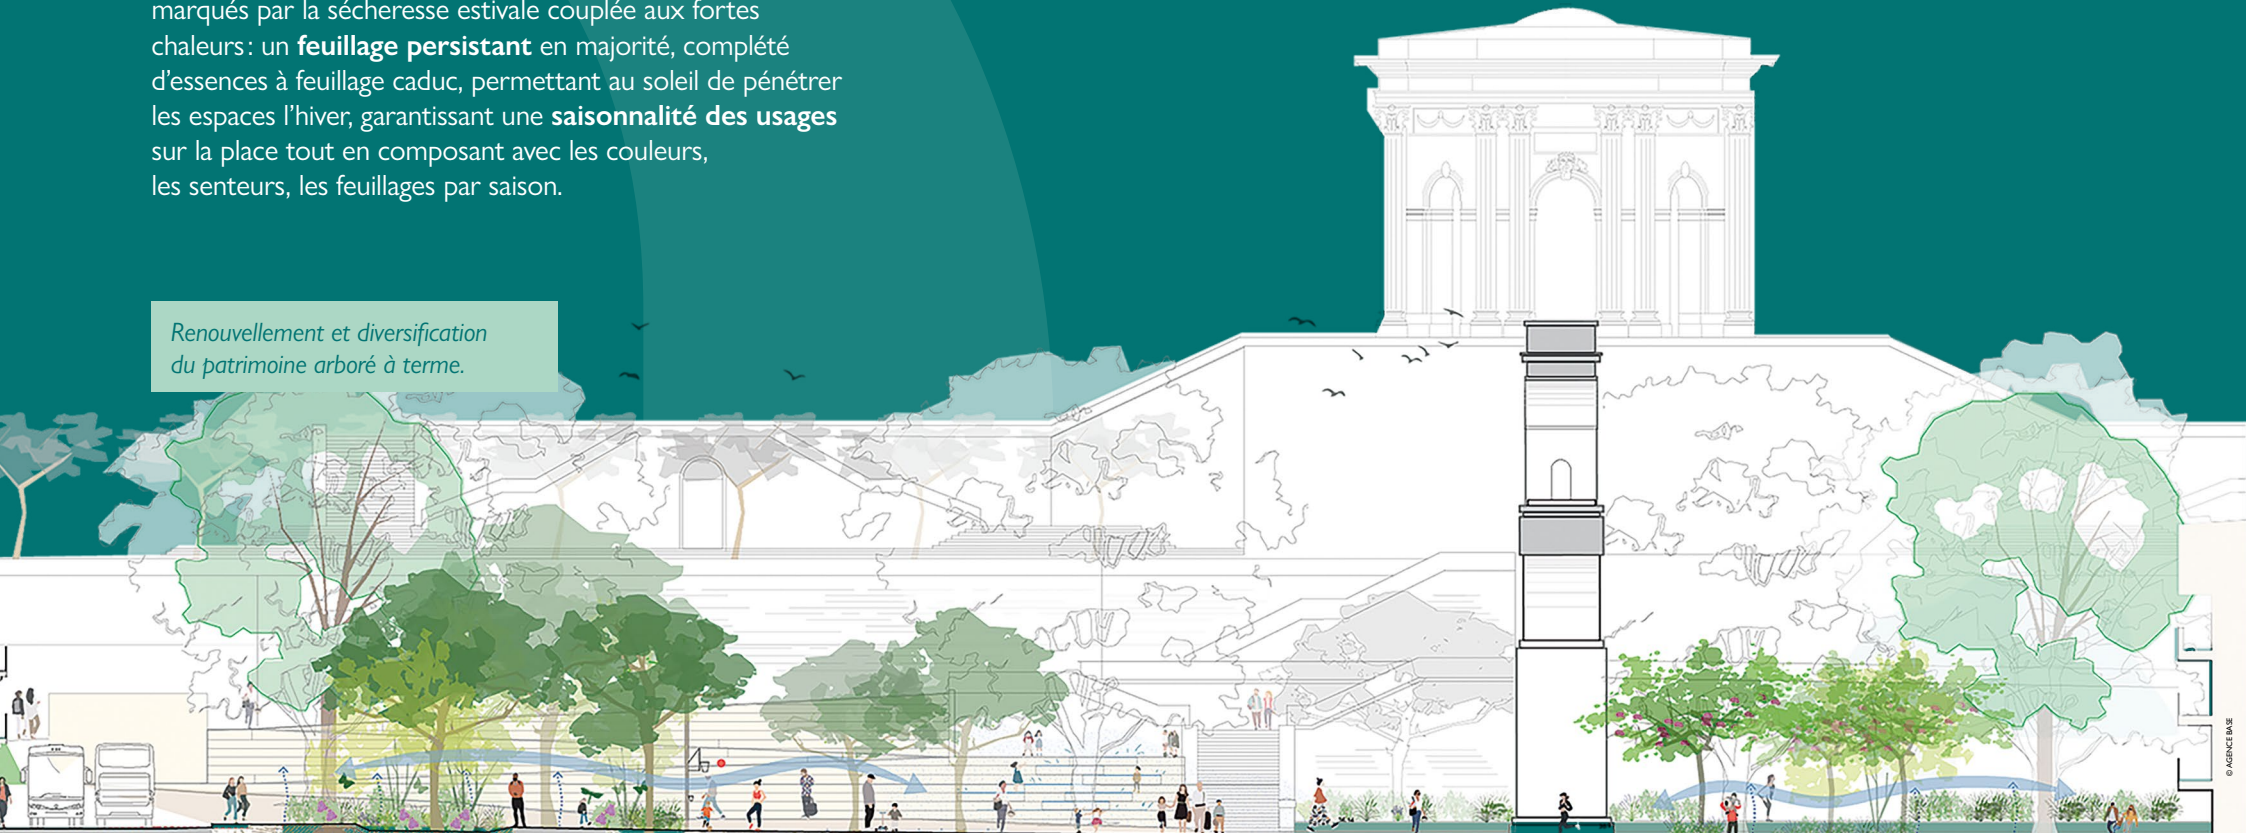 marqués par la sécheresse estivale couplée aux fortes
chaleurs : un feuillage persistant en majorité, complété
d’essences à feuillage caduc, permettant au soleil de pénétrer
les espaces l’hiver, garantissant une saisonnalité des usages
sur la place tout en composant avec les couleurs,
les senteurs, les feuillages par saison.
Renouvellement et diversification
du patrimoine arboré à terme.
© AGENCE BASE